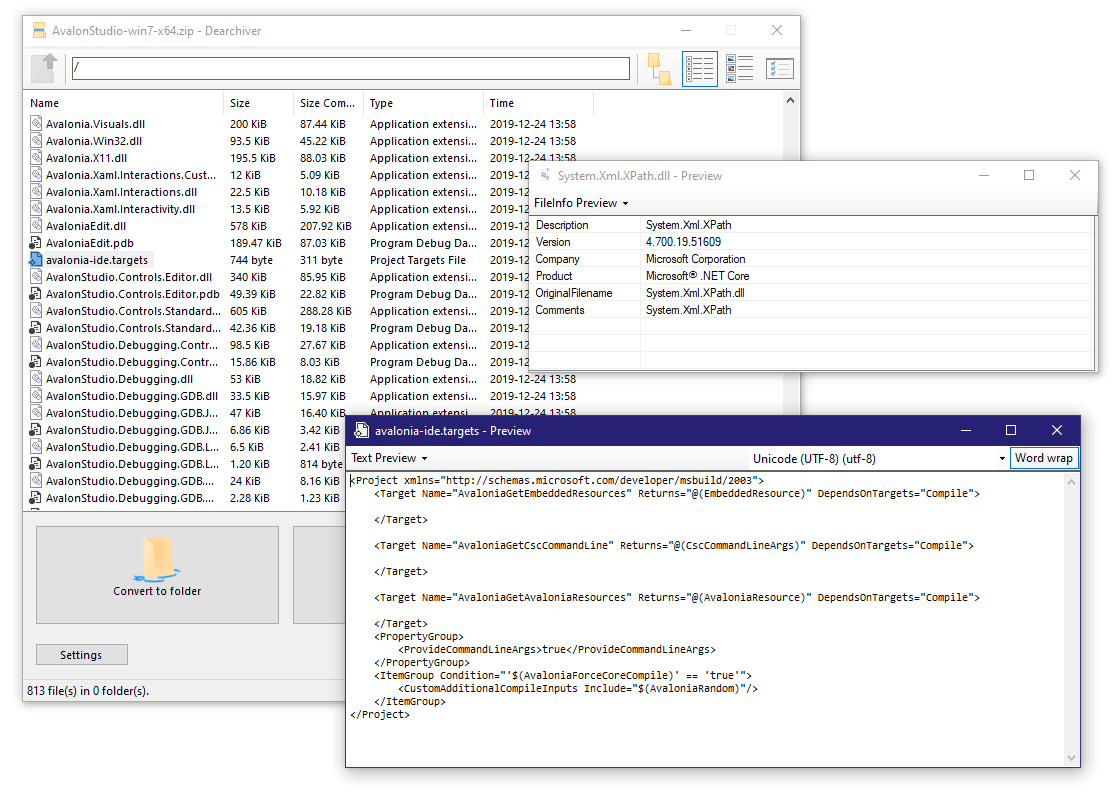 AvalonStudio-win7-x64.zip - Dearchiver
/
Name Size Size Com... Type Time
Avalonia.Visuals.dll 200 KiB 87.44 KiB Application extensi... 2019-12-24 13:58
Avalonia.Win32.dll 93.5 KiB 45.22 KiB Application extensi... 2019-12-24 13:58
Avalonia.X11.dll 195.5 KiB 88.03 KiB Application extensi... 2019-12-24 13:58
Avalonia.Xaml.Interactions.Cust... 12 KiB 5.09 KiB Application extensi... 2019-12
Avalonia.Xaml.Interactions.dll 22.5 KiB 10.18 KiB Application extensi... 2019-12
Avalonia.Xaml.Interactivity.dll 13.5 KiB 5.92 KiB Application extensi... 2019-12
AvaloniaEdit.dll 578 KiB 207.92 KiB Application extensi... 2019-12
AvaloniaEdit.pdb 189.47 KiB 87.03 KiB Program Debug Da... 2019-12
avalonia-ide.targets 744 byte 311 byte Project Targets File 2019-12
AvalonStudio.Controls.Editor.dll 340 KiB 85.95 KiB Application extensi... 2019-12
AvalonStudio.Controls.Editor.pdb 49.39 KiB 22.82 KiB Program Debug Da... 2019-12
AvalonStudio.Controls.Standard... 605 KiB 288.28 KiB Application extensi... 2019-12
AvalonStudio.Controls.Standard... 42.36 KiB 19.18 KiB Program Debug Da... 2019-12
AvalonStudio.Debugging.Contr... 98.5 KiB 27.67 KiB Application extensi... 2019-12
AvalonStudio.Debugging.Contr... 15.86 KiB 8.03 KiB Program Debug Da... 2019-12
AvalonStudio.Debugging.dll 53 KiB 18.82 KiB Application extensi... 2019-12-24 13:58
AvalonStudio.Debugging.GDB.dll 33.5 KiB 15.97 KiB Application extensi... 2019-12-24 13:58
AvalonStudio.Debugging.GDB.J... 47 KiB 16.40 KiB Application extensi... 2019-12-24 13:58
AvalonStudio.Debugging.GDB.J... 6.86 KiB 3.42 KiB
AvalonStudio.Debugging.GDB.L... 6.5 KiB 2.41 KiB
AvalonStudio.Debugging.GDB.L... 1.20 KiB 814 byte
AvalonStudio.Debugging.GDB.... 24 KiB 8.16 KiB
AvalonStudio.Debugging.GDB.... 2.28 KiB 1.23 KiB
Convert to folder
Settings
813 file(s) in 0 folder(s).
System.Xml.XPath.dll - Preview
FileInfo Preview
Description System.Xml.XPath
Version 4.700.19.51609
Company Microsoft Corporation
Product Microsoft® .NET Core
OriginalFilename System.Xml.XPath.dll
Comments System.Xml.XPath
avalonia-ide.targets - Preview
Text Preview Unicode (UTF-8) (utf-8) Word wrap
<Project xmlns="http://schemas.microsoft.com/developer/msbuild/2003">
<Target Name="AvaloniaGetEmbeddedResources" Returns="@(EmbeddedResource)" DependsOnTargets="Compile">
</Target>
<Target Name="AvaloniaGetCscCommandLine" Returns="@(CscCommandLineArgs)" DependsOnTargets="Compile">
</Target>
<Target Name="AvaloniaGetAvaloniaResources" Returns="@(AvaloniaResource)" DependsOnTargets="Compile">
</Target>
<PropertyGroup>
<ProvideCommandLineArgs>true</ProvideCommandLineArgs>
</PropertyGroup>
<ItemGroup Condition="'$(AvaloniaForceCoreCompile)' == 'true'">
<CustomAdditionalCompileInputs Include="$(AvaloniaRandom)"/>
</ItemGroup>
</Project>